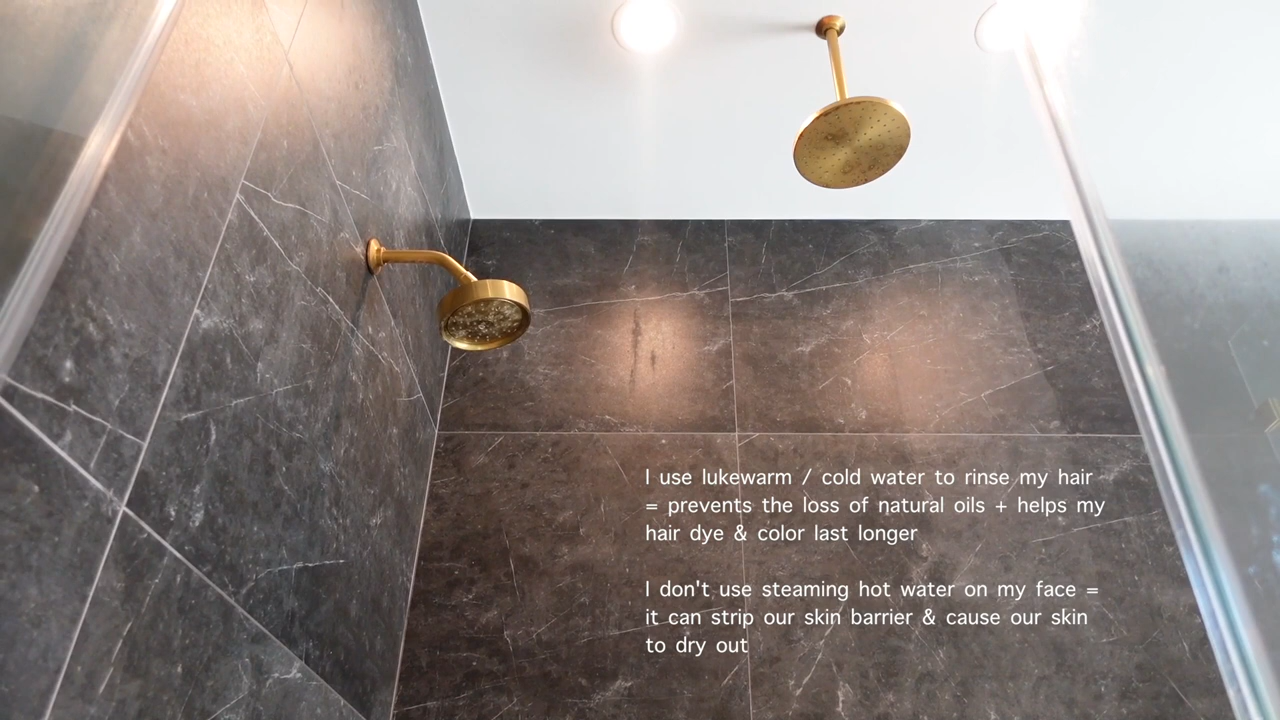 I use lukewarm / cold water to rinse my hair
= prevents the loss of natural oils + helps my
hair dye & color last longer
I don't use steaming hot water on my face =
it can strip our skin barrier & cause our skin
to dry out